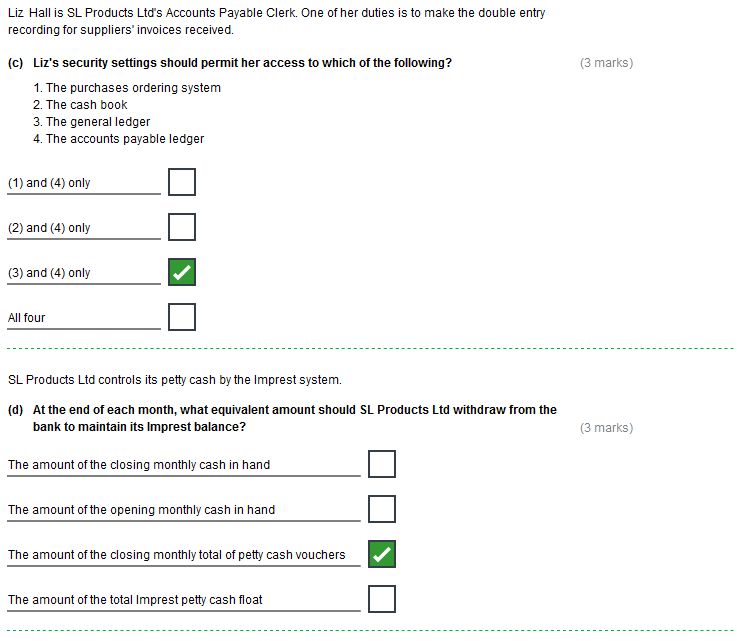 Liz Hall is SL Products Ltd's Accounts Payable Clerk. One of her duties is to make the double entry
recording for suppliers' invoices received.
(c) Liz's security settings should permit her access to which of the following? (3 marks)
1. The purchases ordering system
2. The cash book
3. The general ledger
4. The accounts payable ledger
(1) and (4) only
(2) and (4) only
(3) and (4) only
All four
SL Products Ltd controls its petty cash by the Imprest system.
(d) At the end of each month, what equivalent amount should SL Products Ltd withdraw from the
bank to maintain its Imprest balance? (3 marks)
The amount of the closing monthly cash in hand
The amount of the opening monthly cash in hand
The amount of the closing monthly total of petty cash vouchers
The amount of the total Imprest petty cash float